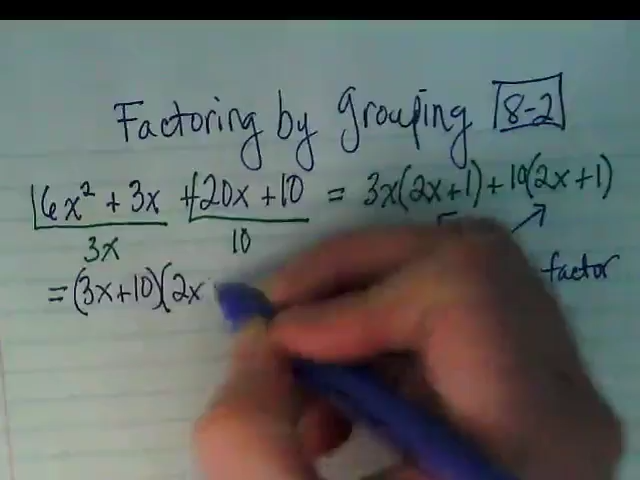 Factoring by grouping 8-2
6x² + 3x + 20x + 10 = 3x(2x+1) + 10(2x+1)
3x 10
factor
= (3x+10)(2x